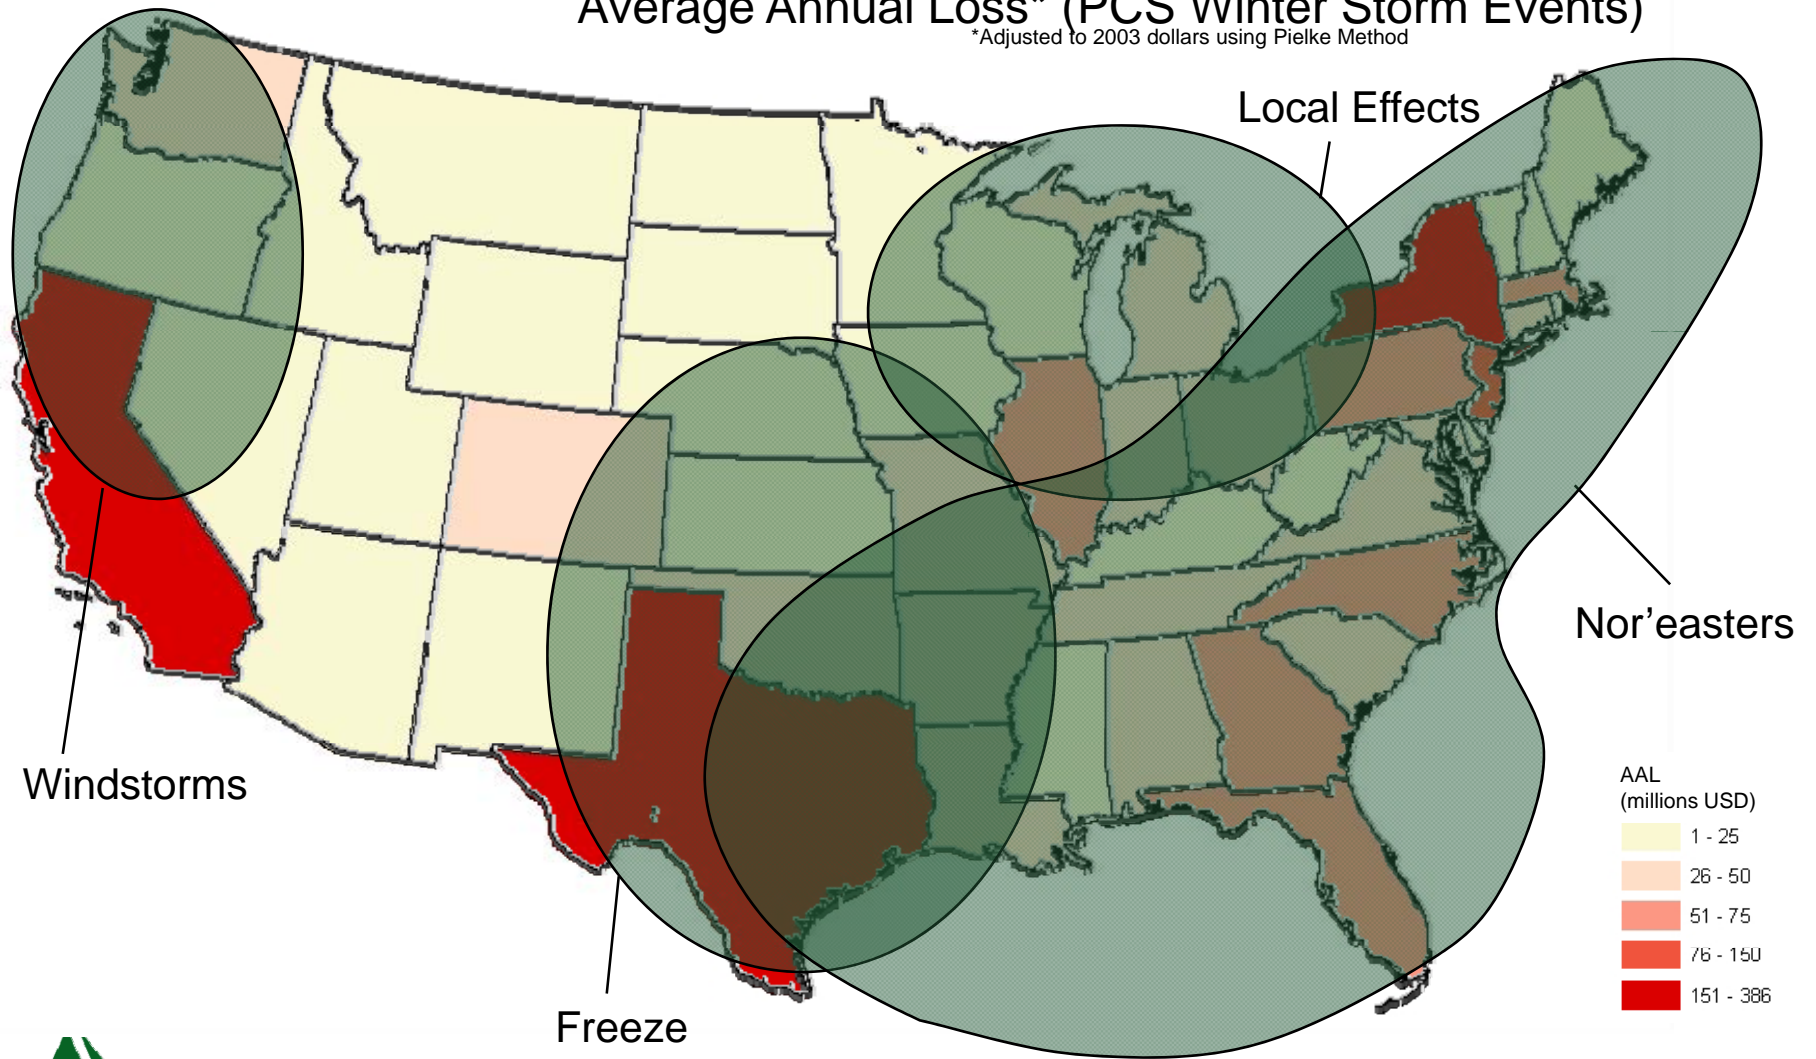 Average Annual Loss* (PCS Winter Storm Events)
*Adjusted to 2003 dollars using Pielke Method
Local Effects
Nor’easters
Windstorms
Freeze
AAL
(millions USD)
1 - 25
26 - 50
51 - 75
76 - 150
151 - 386